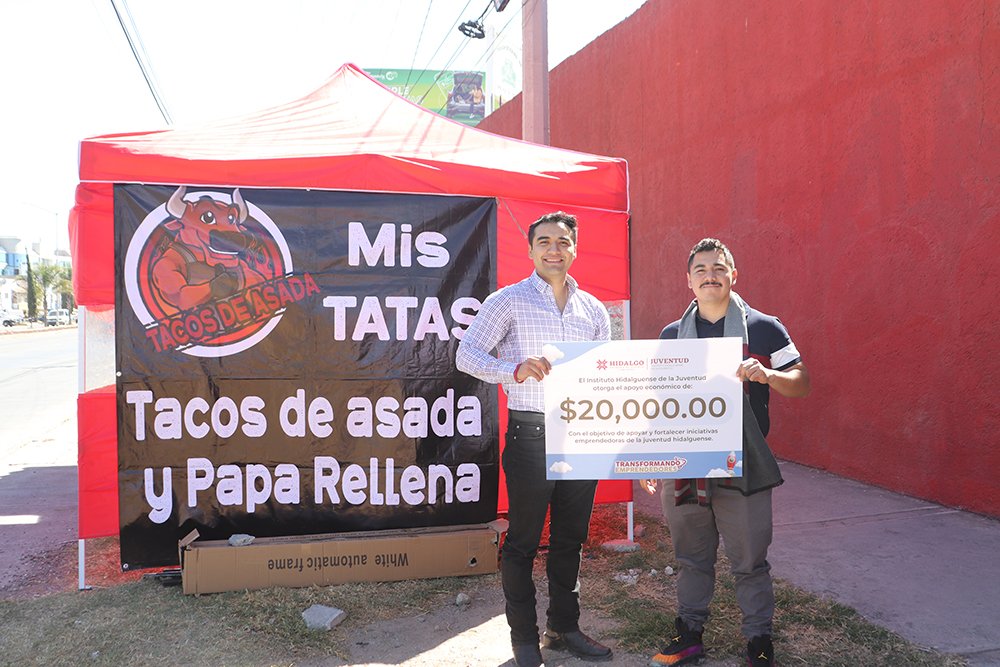 TACOS DE ASADA
Mis
TATAS
Tacos de asada
y Papa Rellena
White automatic frame
HIDALGO JUVENTUD
El Instituto Hidalguense de la Juventud
otorga el apoyo económico de:
$20,000.00
Con el objetivo de apoyar y fortalecer iniciativas
emprendedoras de la juventud hidalguense.
TRANSFORMANDO
EMPRENDEDORES